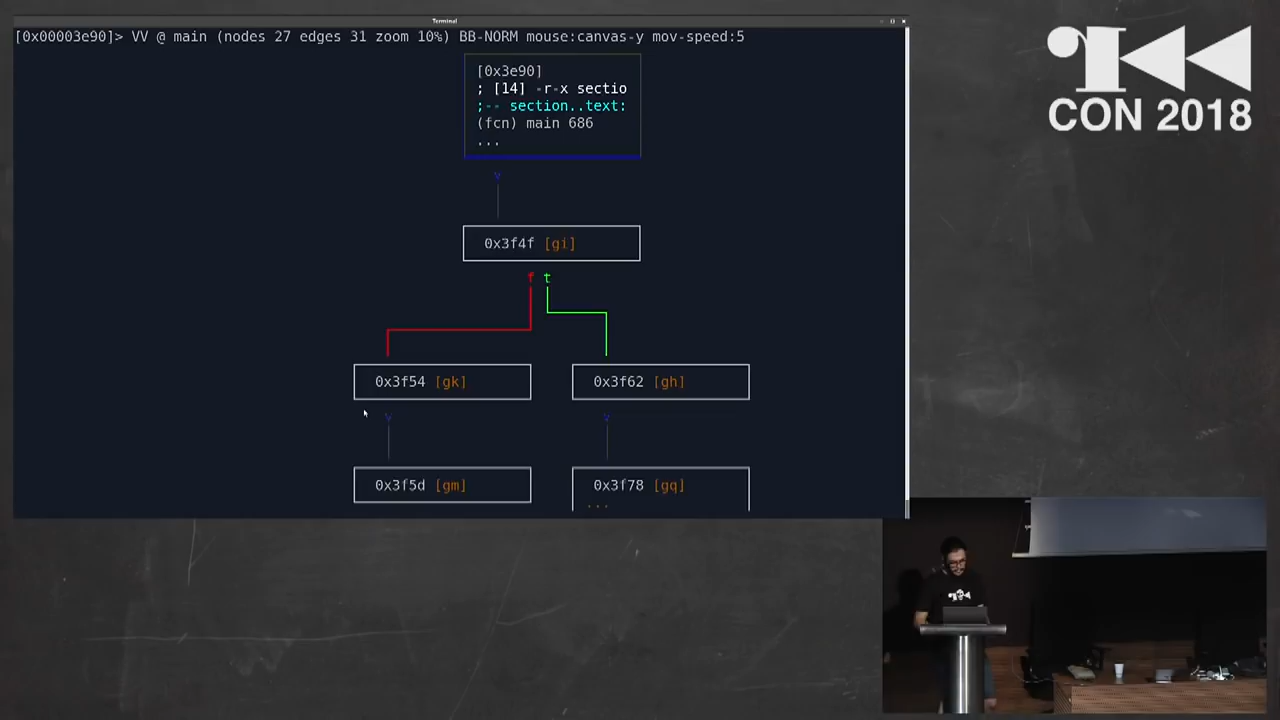 Terminal
[0x00003e90]> VV @ main (nodes 27 edges 31 zoom 10%) BB-NORM mouse:canvas-y mov-speed:5
[0x3e90]
; [14] -r-x sectio
;-- section..text:
(fcn) main 686
...
v
0x3f4f [gi]
f t
0x3f54 [gk]
0x3f62 [gh]
v
v
0x3f5d [gm]
0x3f78 [gq]
...
CON 2018